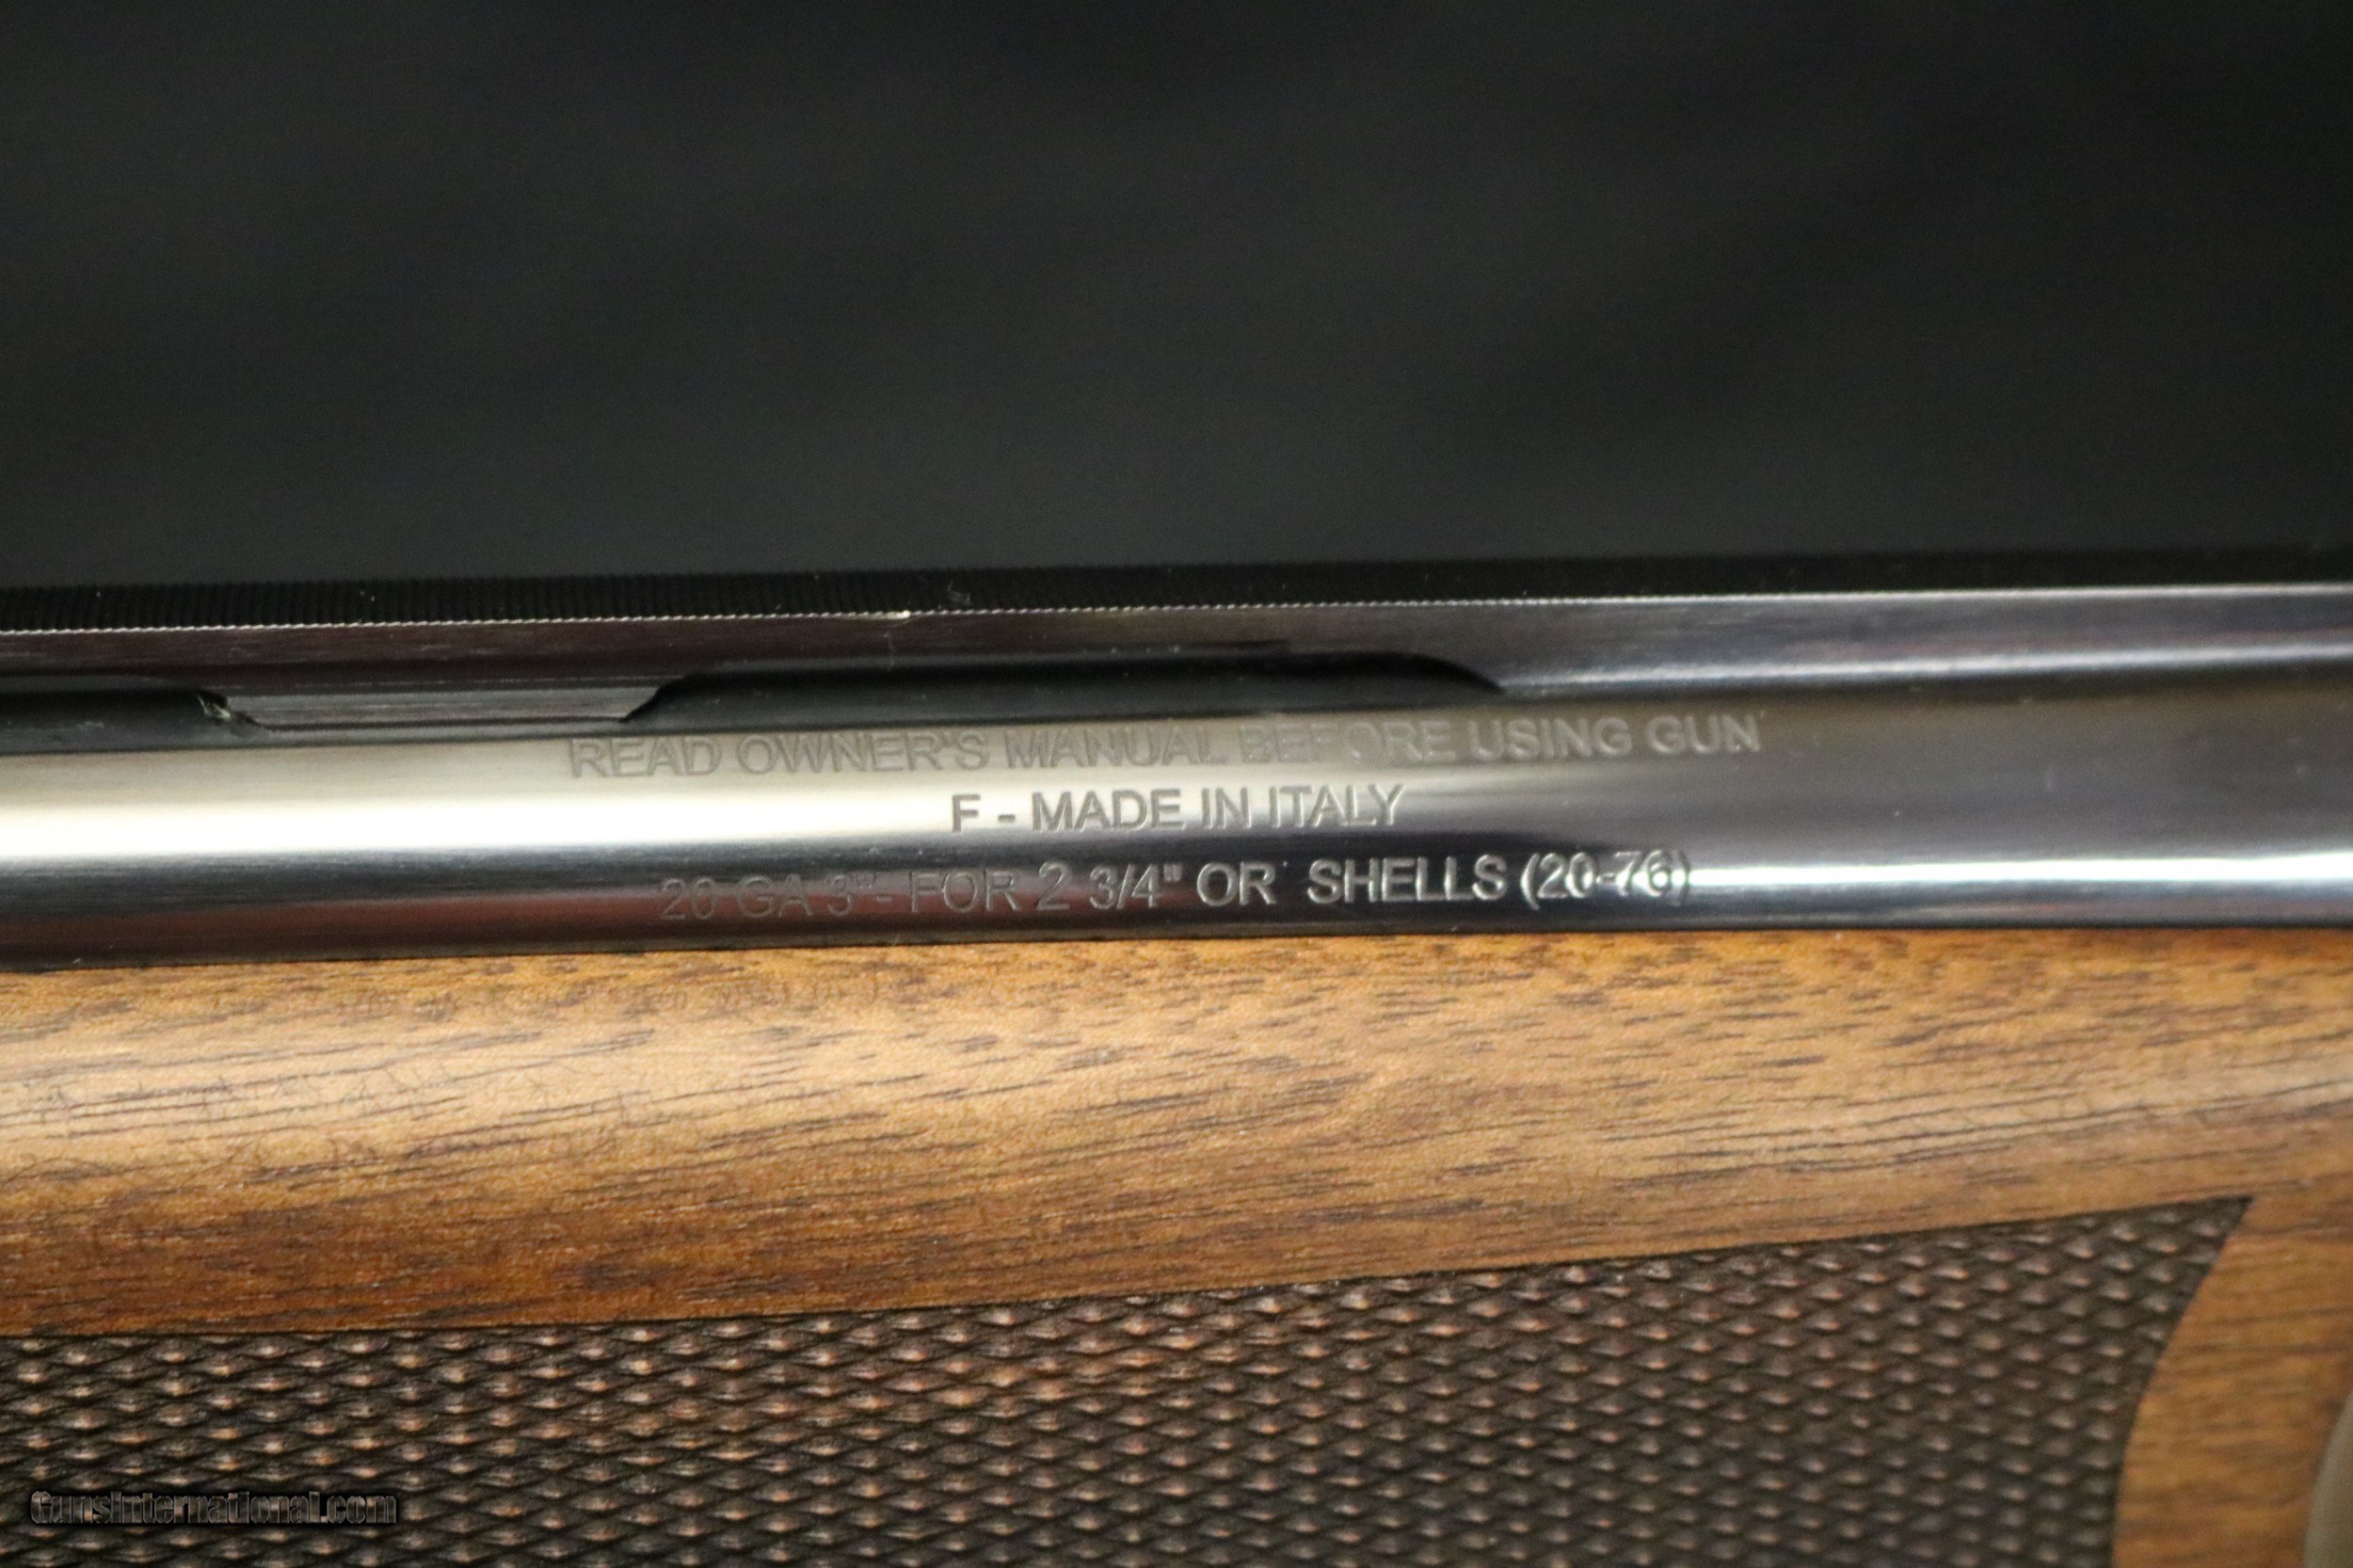 READ OWNER'S MANUAL BEFORE USING GUN
F - MADE IN ITALY
20 GA 3"- FOR 2 3/4" OR SHELLS (20-76)
GunsInternational.com